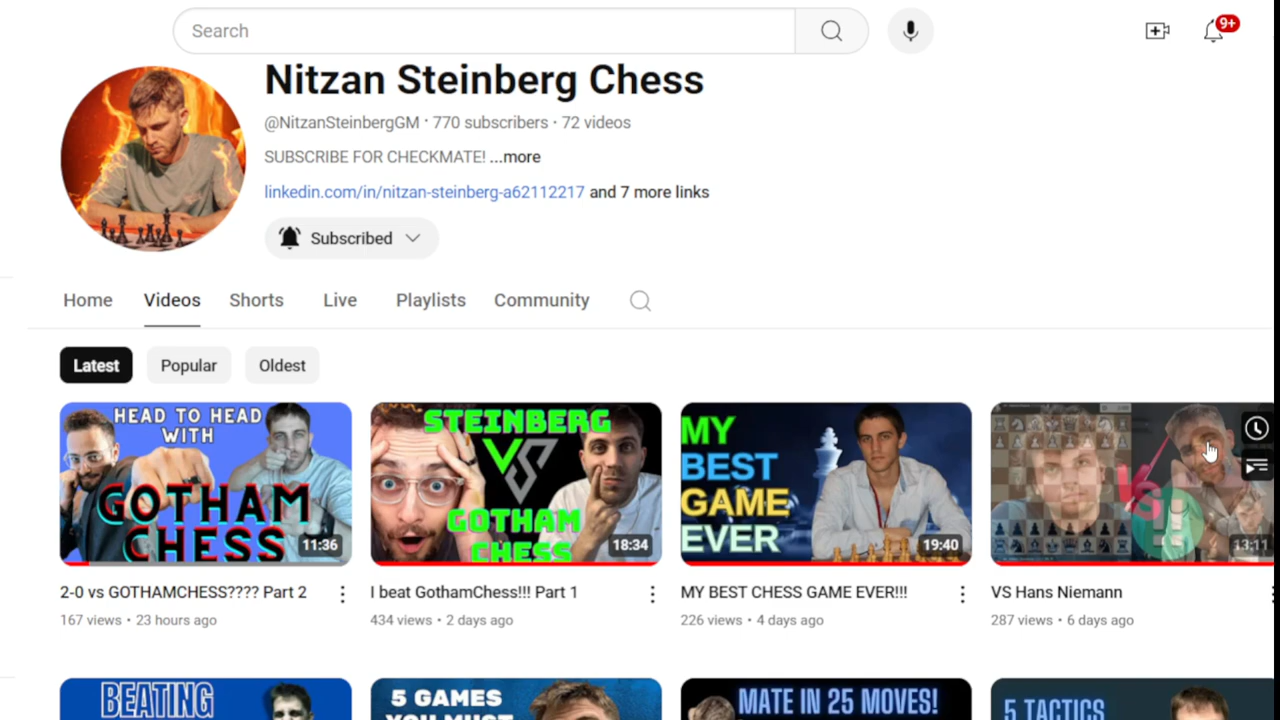 Search
9+
Nitzan Steinberg Chess
@NitzanSteinbergGM · 770 subscribers · 72 videos
SUBSCRIBE FOR CHECKMATE! ...more
linkedin.com/in/nitzan-steinberg-a62112217 and 7 more links
Subscribed
Home Videos Shorts Live Playlists Community
Latest Popular Oldest
HEAD TO HEAD
WITH
GOTHAM
CHESS
11:36
STEINBERG
VS
GOTHAM
CHESS
18:34
MY
BEST
GAME
EVER
19:40
VS
13:11
2-0 vs GOTHAMCHESS???? Part 2
167 views • 23 hours ago
I beat GothamChess!!! Part 1
434 views • 2 days ago
MY BEST CHESS GAME EVER!!!
226 views • 4 days ago
VS Hans Niemann
287 views • 6 days ago
BEATING
5 GAMES
YOU MUST
MATE IN 25 MOVES!
5 TACTICS